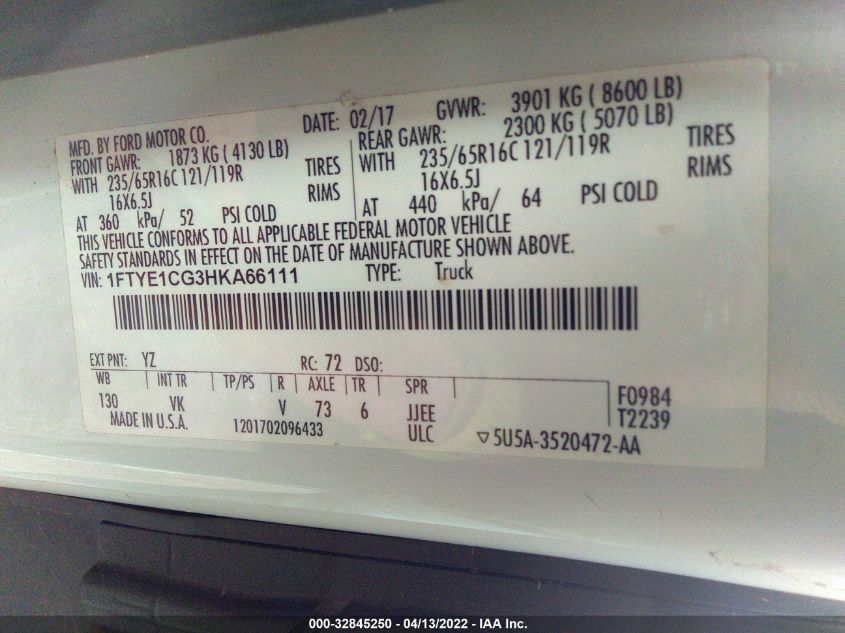 MFD. BY FORD MOTOR CO. DATE: 02/17 GVWR: 3901 KG ( 8600 LB)
FRONT GAWR: 1873 KG ( 4130 LB) REAR GAWR: 2300 KG ( 5070 LB)
WITH 235/65R16C 121/119R TIRES WITH 235/65R16C 121/119R TIRES
16X6.5J RIMS 16X6.5J RIMS
AT 360 kPa/ 52 PSI COLD AT 440 kPa/ 64 PSI COLD
THIS VEHICLE CONFORMS TO ALL APPLICABLE FEDERAL MOTOR VEHICLE
SAFETY STANDARDS IN EFFECT ON THE DATE OF MANUFACTURE SHOWN ABOVE.
VIN: 1FTYE1CG3HKA66111 TYPE: Truck
EXT PNT: YZ RC: 72 DSO:
WB INT TR TP/PS R AXLE TR SPR F0984
130 VK V 73 6 JJEE T2239
MADE IN U.S.A. 1201702096433 ULC ▽5U5A-3520472-AA
000-32845250 - 04/13/2022 - IAA Inc.